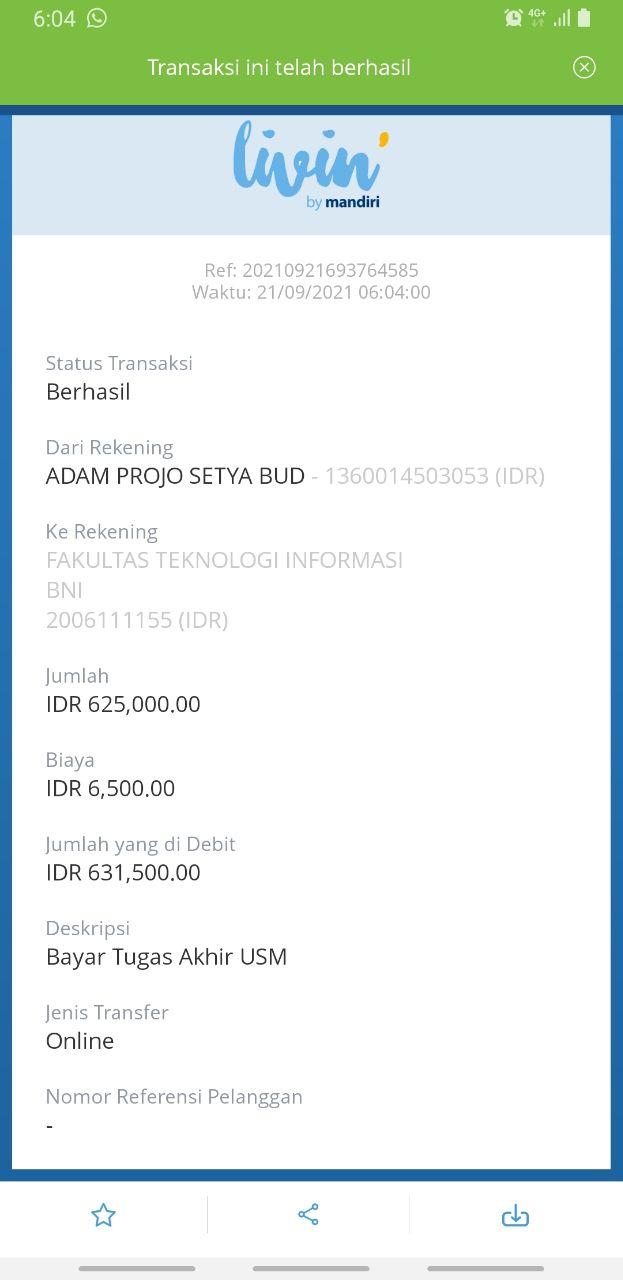 6:04
4G+
Transaksi ini telah berhasil
livin'
by mandiri
Ref: 20210921693764585
Waktu: 21/09/2021 06:04:00
Status Transaksi
Berhasil
Dari Rekening
ADAM PROJO SETYA BUD - 1360014503053 (IDR)
Ke Rekening
FAKULTAS TEKNOLOGI INFORMASI
BNI
2006111155 (IDR)
Jumlah
IDR 625,000.00
Biaya
IDR 6,500.00
Jumlah yang di Debit
IDR 631,500.00
Deskripsi
Bayar Tugas Akhir USM
Jenis Transfer
Online
Nomor Referensi Pelanggan
-